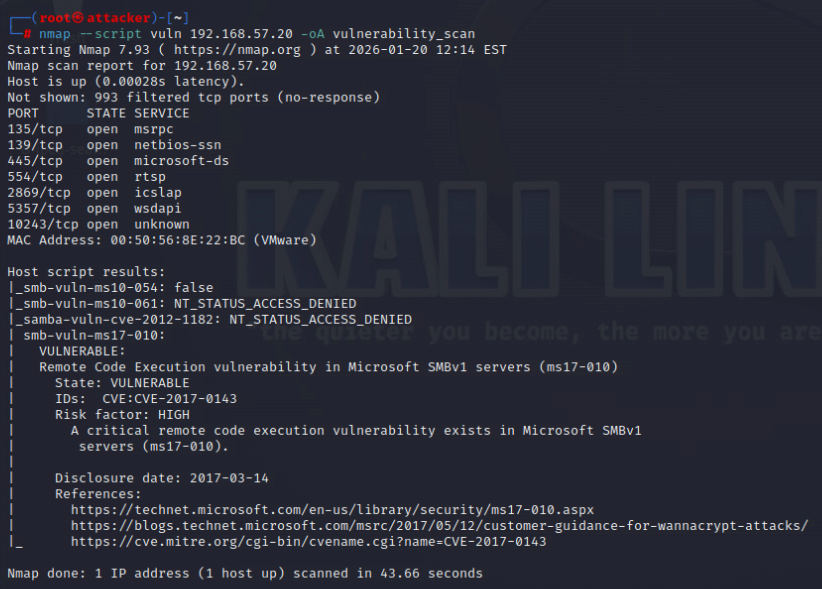 ┌──(root㉿attacker)-[~]
└─# nmap --script vuln 192.168.57.20 -oA vulnerability_scan
Starting Nmap 7.93 ( https://nmap.org ) at 2026-01-20 12:14 EST
Nmap scan report for 192.168.57.20
Host is up (0.00028s latency).
Not shown: 993 filtered tcp ports (no-response)
PORT      STATE SERVICE
135/tcp   open  msrpc
139/tcp   open  netbios-ssn
445/tcp   open  microsoft-ds
554/tcp   open  rtsp
2869/tcp  open  icslap
5357/tcp  open  wsdapi
10243/tcp open  unknown
MAC Address: 00:50:56:8E:22:BC (VMware)
KALI LIN
Host script results:
|_smb-vuln-ms10-054: false
|_smb-vuln-ms10-061: NT_STATUS_ACCESS_DENIED
|_samba-vuln-cve-2012-1182: NT_STATUS_ACCESS_DENIED
the quieter you become, the more you are
| smb-vuln-ms17-010:
|   VULNERABLE:
|   Remote Code Execution vulnerability in Microsoft SMBv1 servers (ms17-010)
|     State: VULNERABLE
|     IDs:  CVE:CVE-2017-0143
|     Risk factor: HIGH
|       A critical remote code execution vulnerability exists in Microsoft SMBv1
|        servers (ms17-010).
|
|     Disclosure date: 2017-03-14
|     References:
|       https://technet.microsoft.com/en-us/library/security/ms17-010.aspx
|       https://blogs.technet.microsoft.com/msrc/2017/05/12/customer-guidance-for-wannacrypt-attacks/
|_      https://cve.mitre.org/cgi-bin/cvename.cgi?name=CVE-2017-0143
Nmap done: 1 IP address (1 host up) scanned in 43.66 seconds